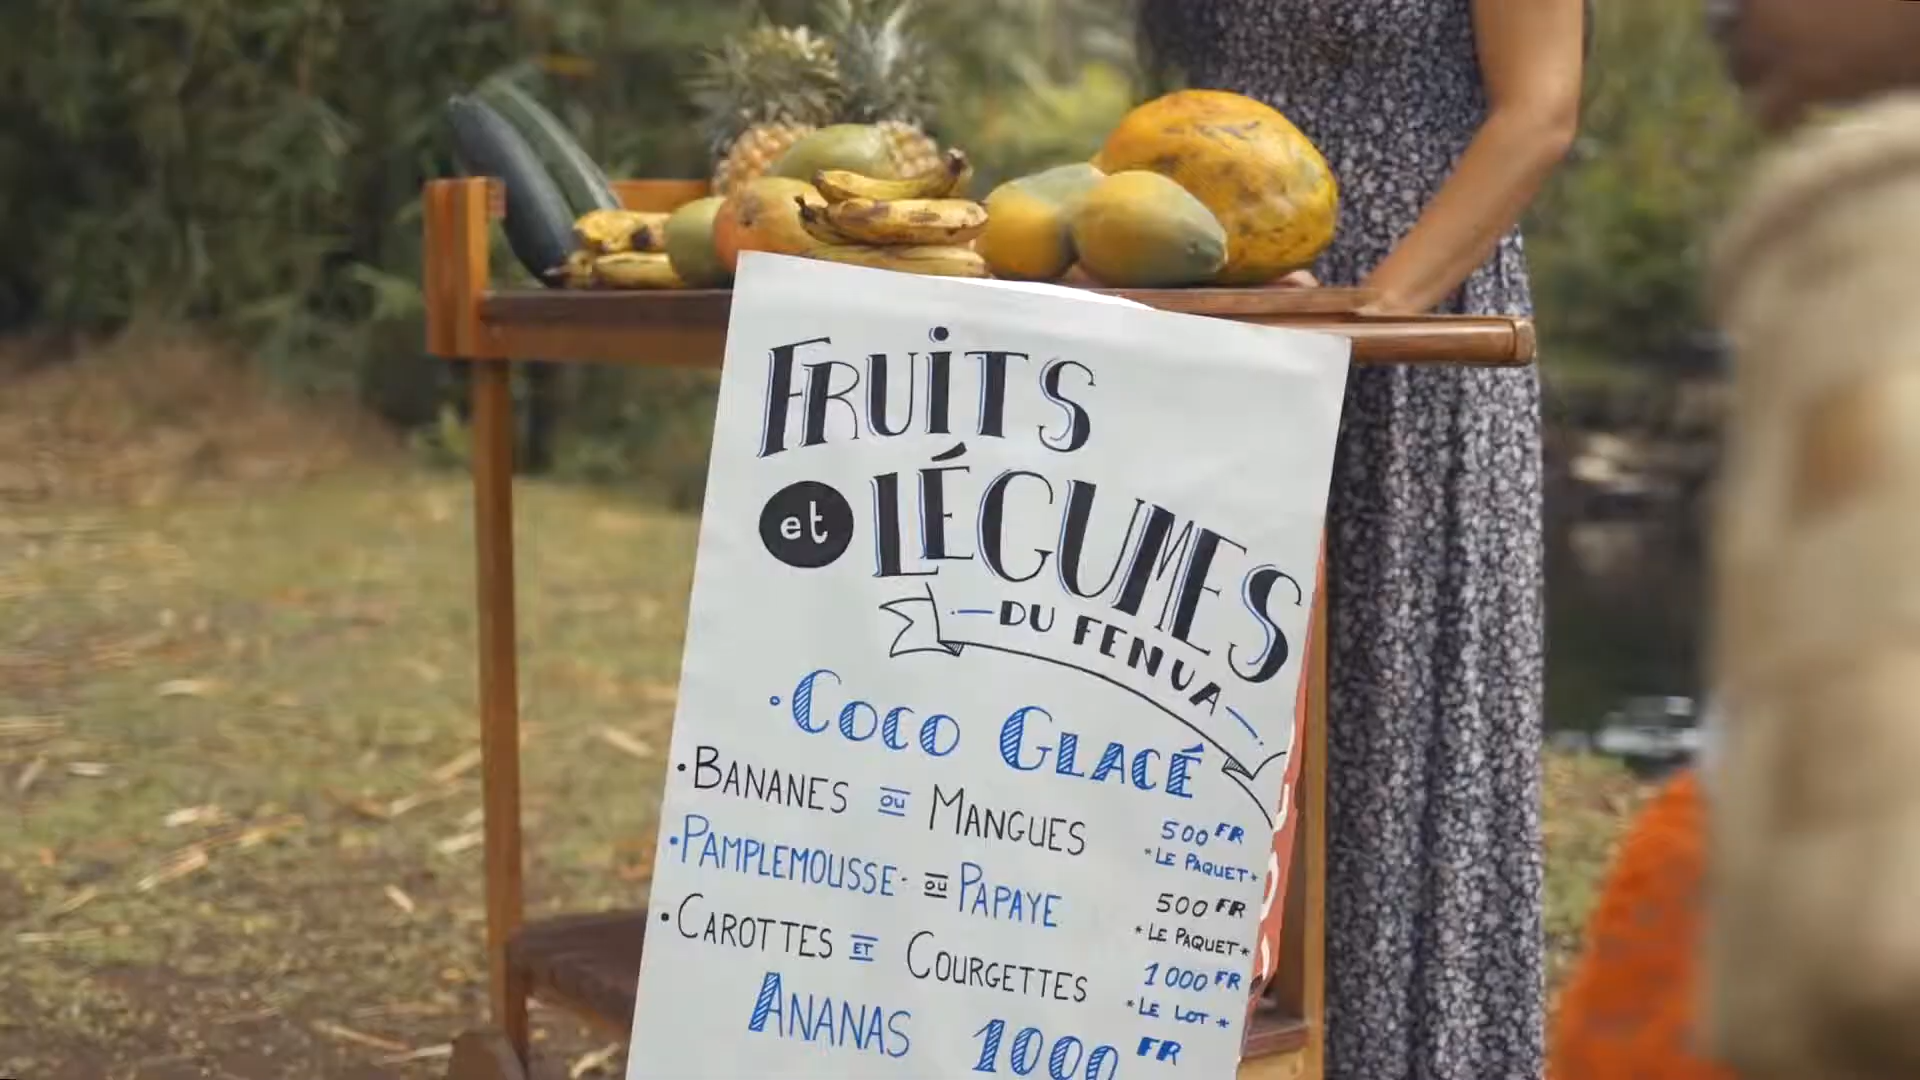 FRUITS
et LÉGUMES
DU FENUA
• COCO GLACÉ
• BANANES OU MANGUES 500 FR
* LE PAQUET *
• PAMPLEMOUSSE • OU PAPAYE 500 FR
* LE PAQUET *
• CAROTTES ET COURGETTES 1000 FR
* LE LOT *
ANANAS 1000 FR